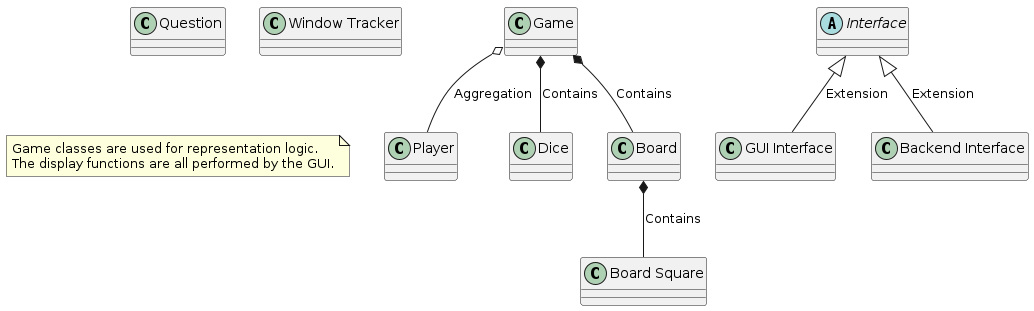 C Question
C Window Tracker
C Game
A Interface
Aggregation
Contains
Contains
Extension
Extension
Game classes are used for representation logic.
The display functions are all performed by the GUI.
C Player
C Dice
C Board
C GUI Interface
C Backend Interface
Contains
C Board Square